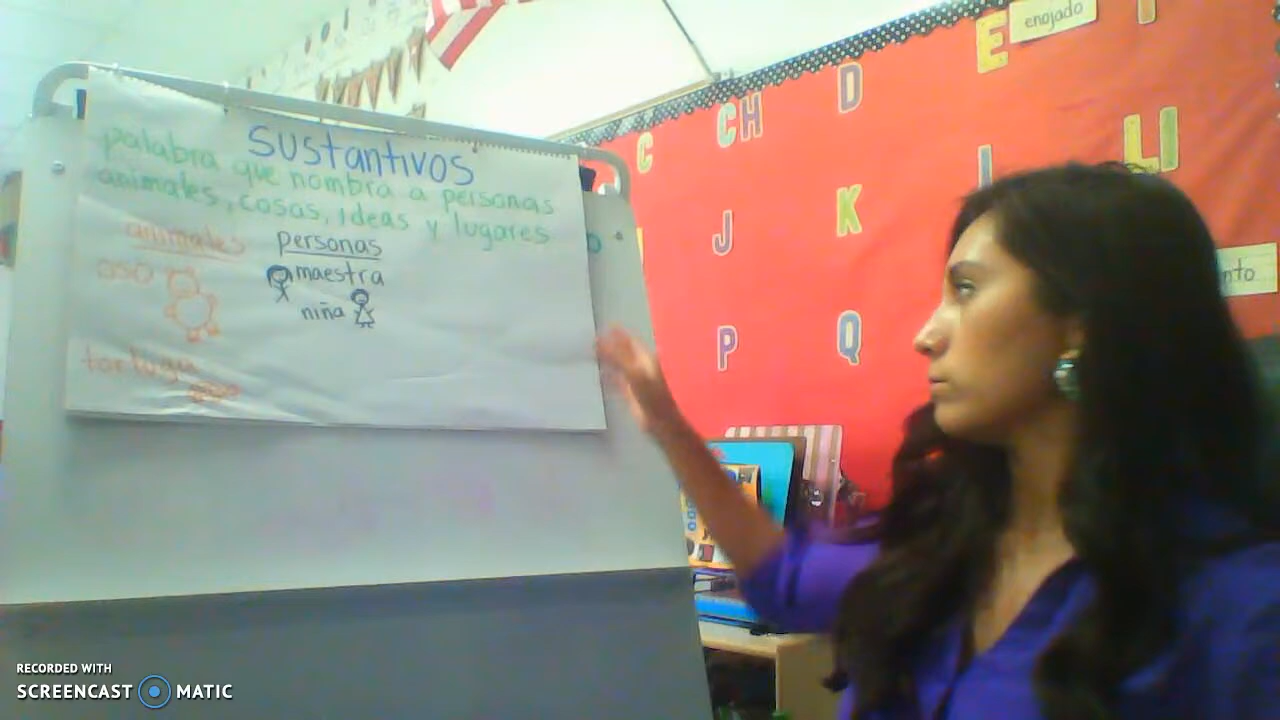 SUSTANTIVOS
palabra que nombra a personas
animales, cosas, ideas y lugares
animales
personas
oso
maestra
niña
tortuga
C
CH
D
E
enojado
LI
J
K
P
Q
nto
RECORDED WITH
SCREENCAST MATIC